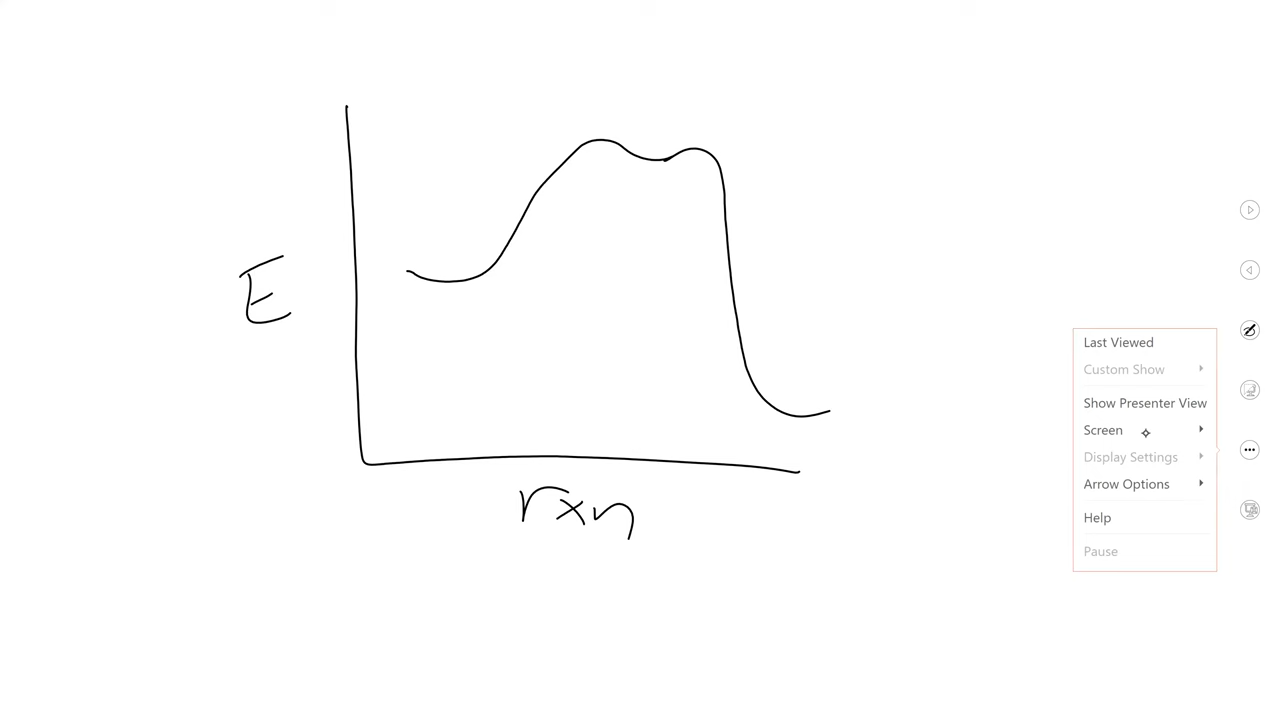 E
rxn
Last Viewed
Custom Show
Show Presenter View
Screen
Display Settings
Arrow Options
Help
Pause